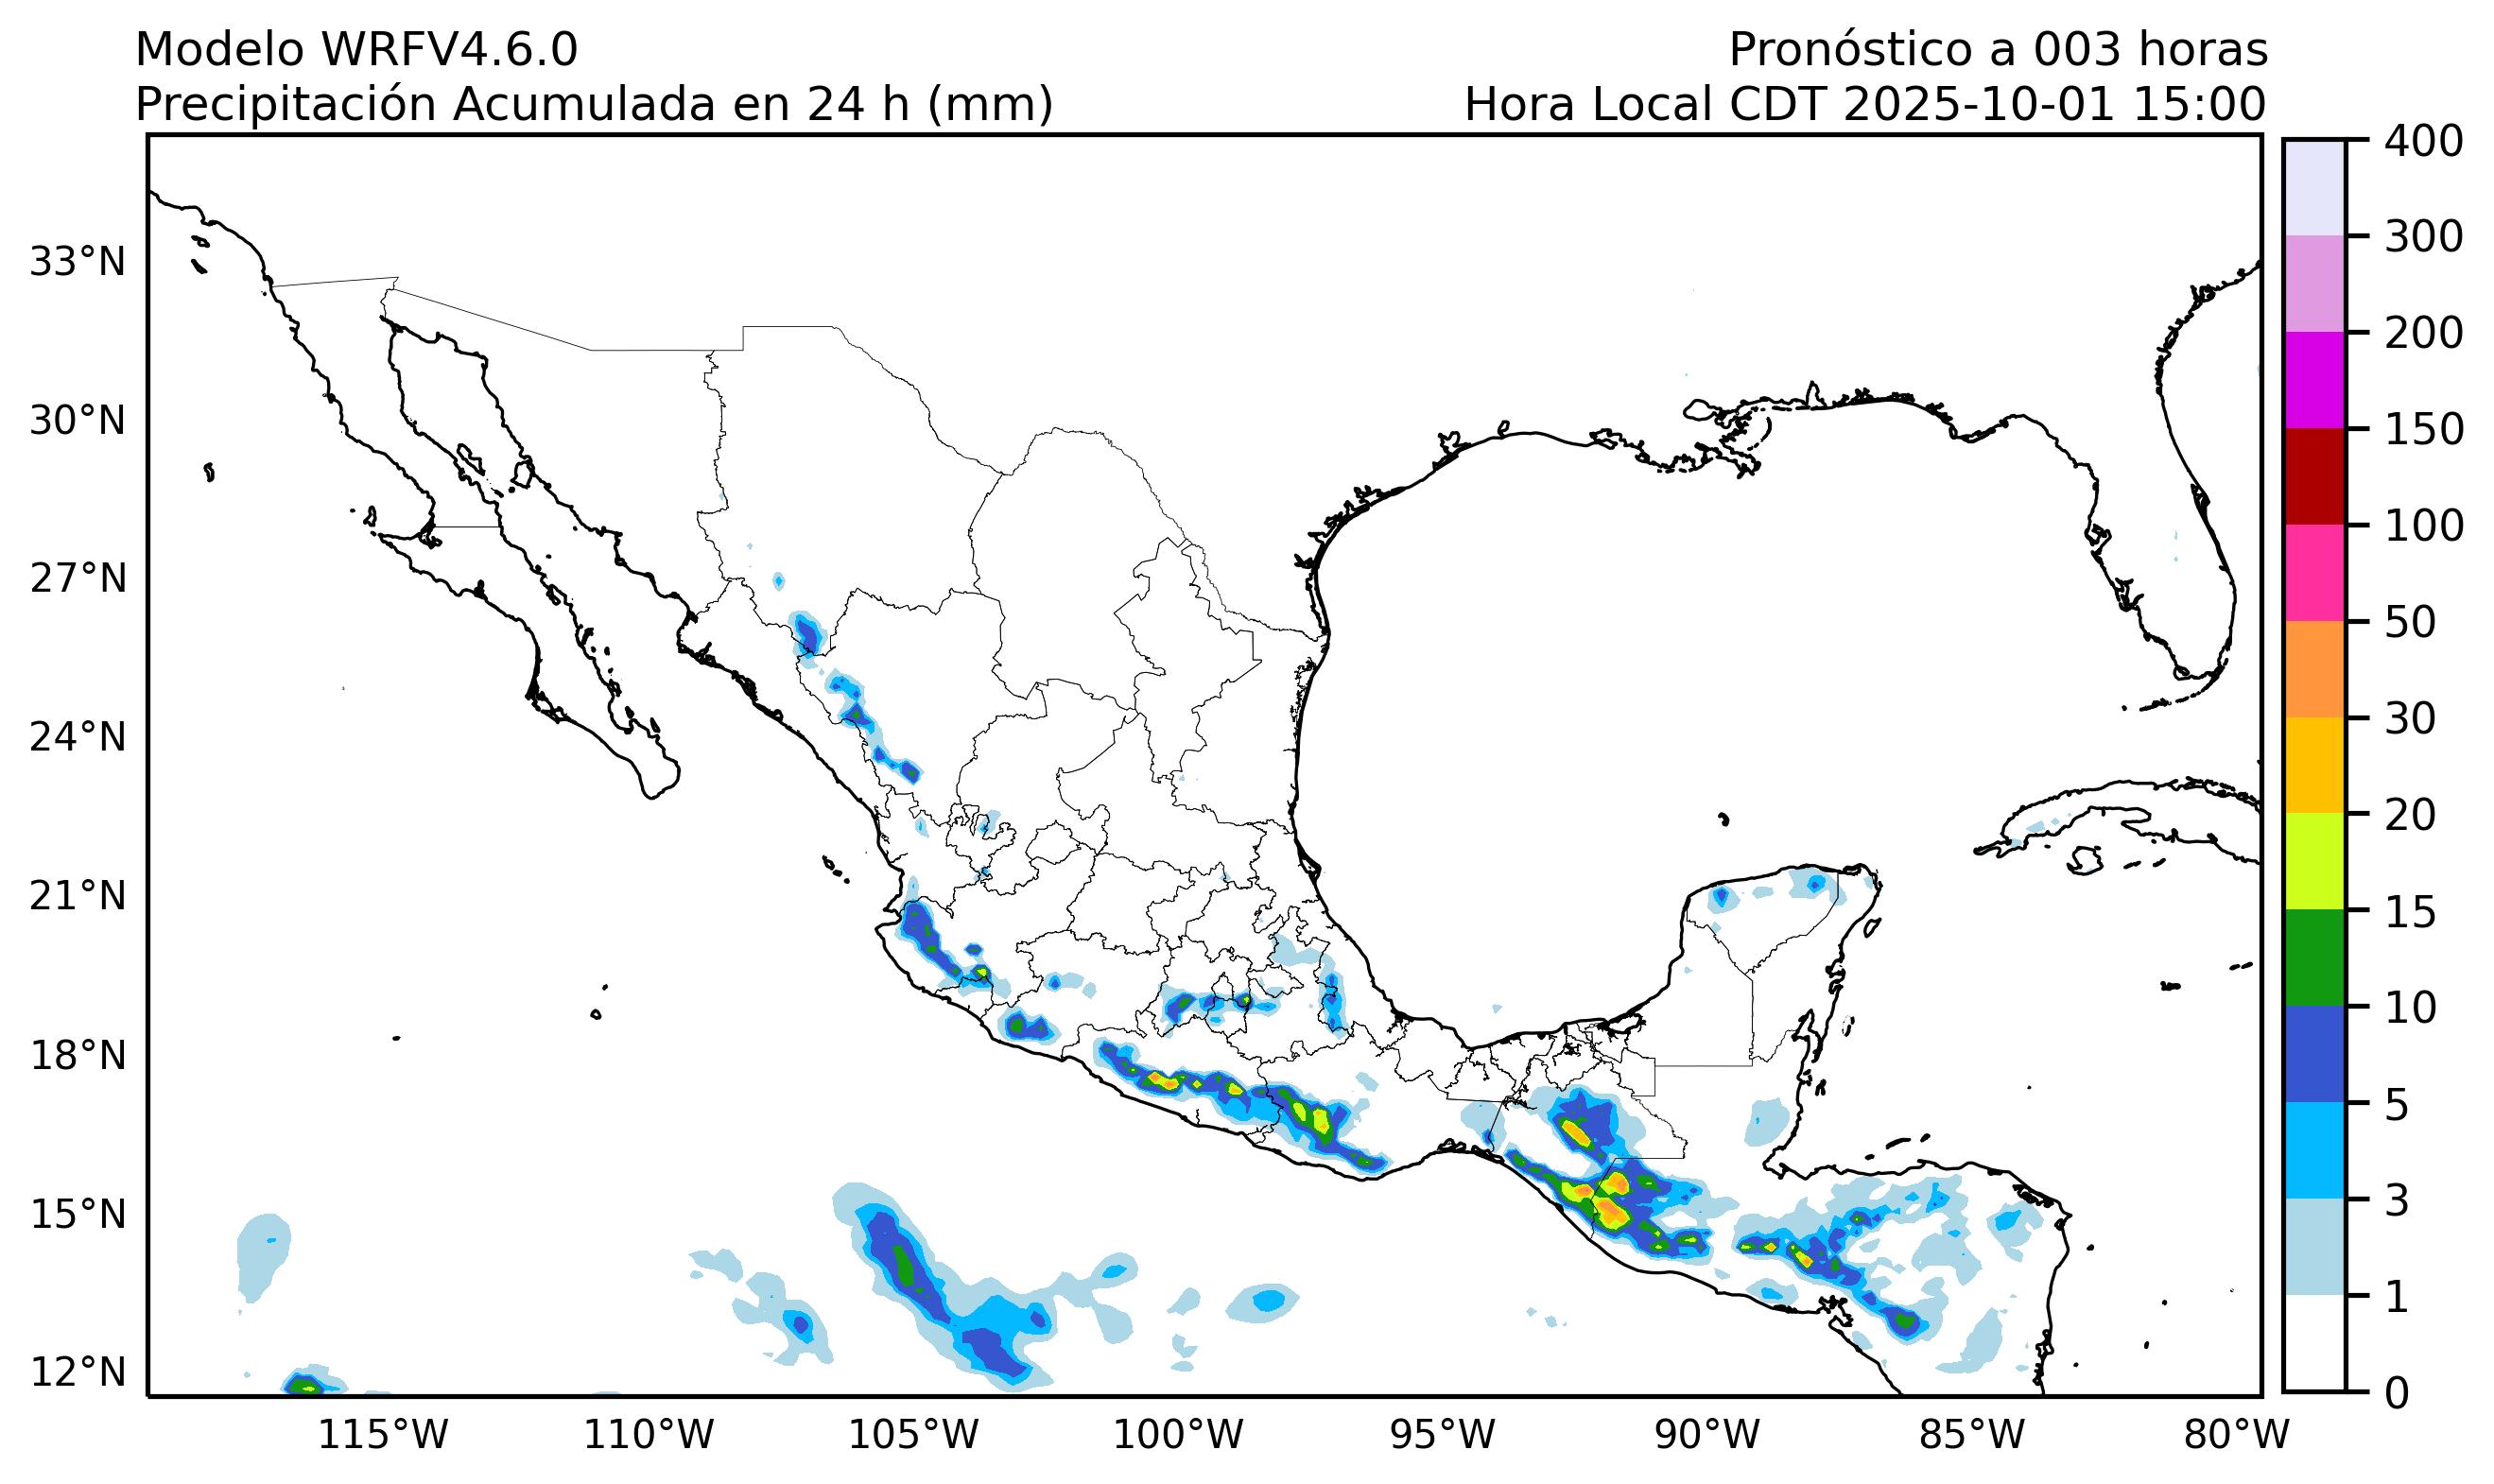 Modelo WRFV4.6.0
Pronóstico a 003 horas
Precipitación Acumulada en 24 h (mm)
Hora Local CDT 2025-10-01 15:00
33°N
30°N
27°N
24°N
21°N
18°N
15°N
12°N
115°W
110°W
105°W
100°W
95°W
90°W
85°W
80°W
400
300
200
150
100
50
30
20
15
10
5
3
1
0